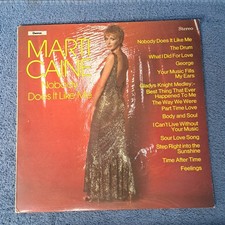 Stereo
MARTI
CAINE
Nobody
Does It Like Me
Nobody Does It Like Me
The Drum
What I Did For Love
George
Your Music Fills
My Ears
Gladys Knight Medley:-
Best Thing That Ever
Happened To Me
The Way We Were
Part Time Love
Body and Soul
I Can't Live Without
Your Music
Sour Love Song
Step Right into the
Sunshine
Time After Time
Feelings